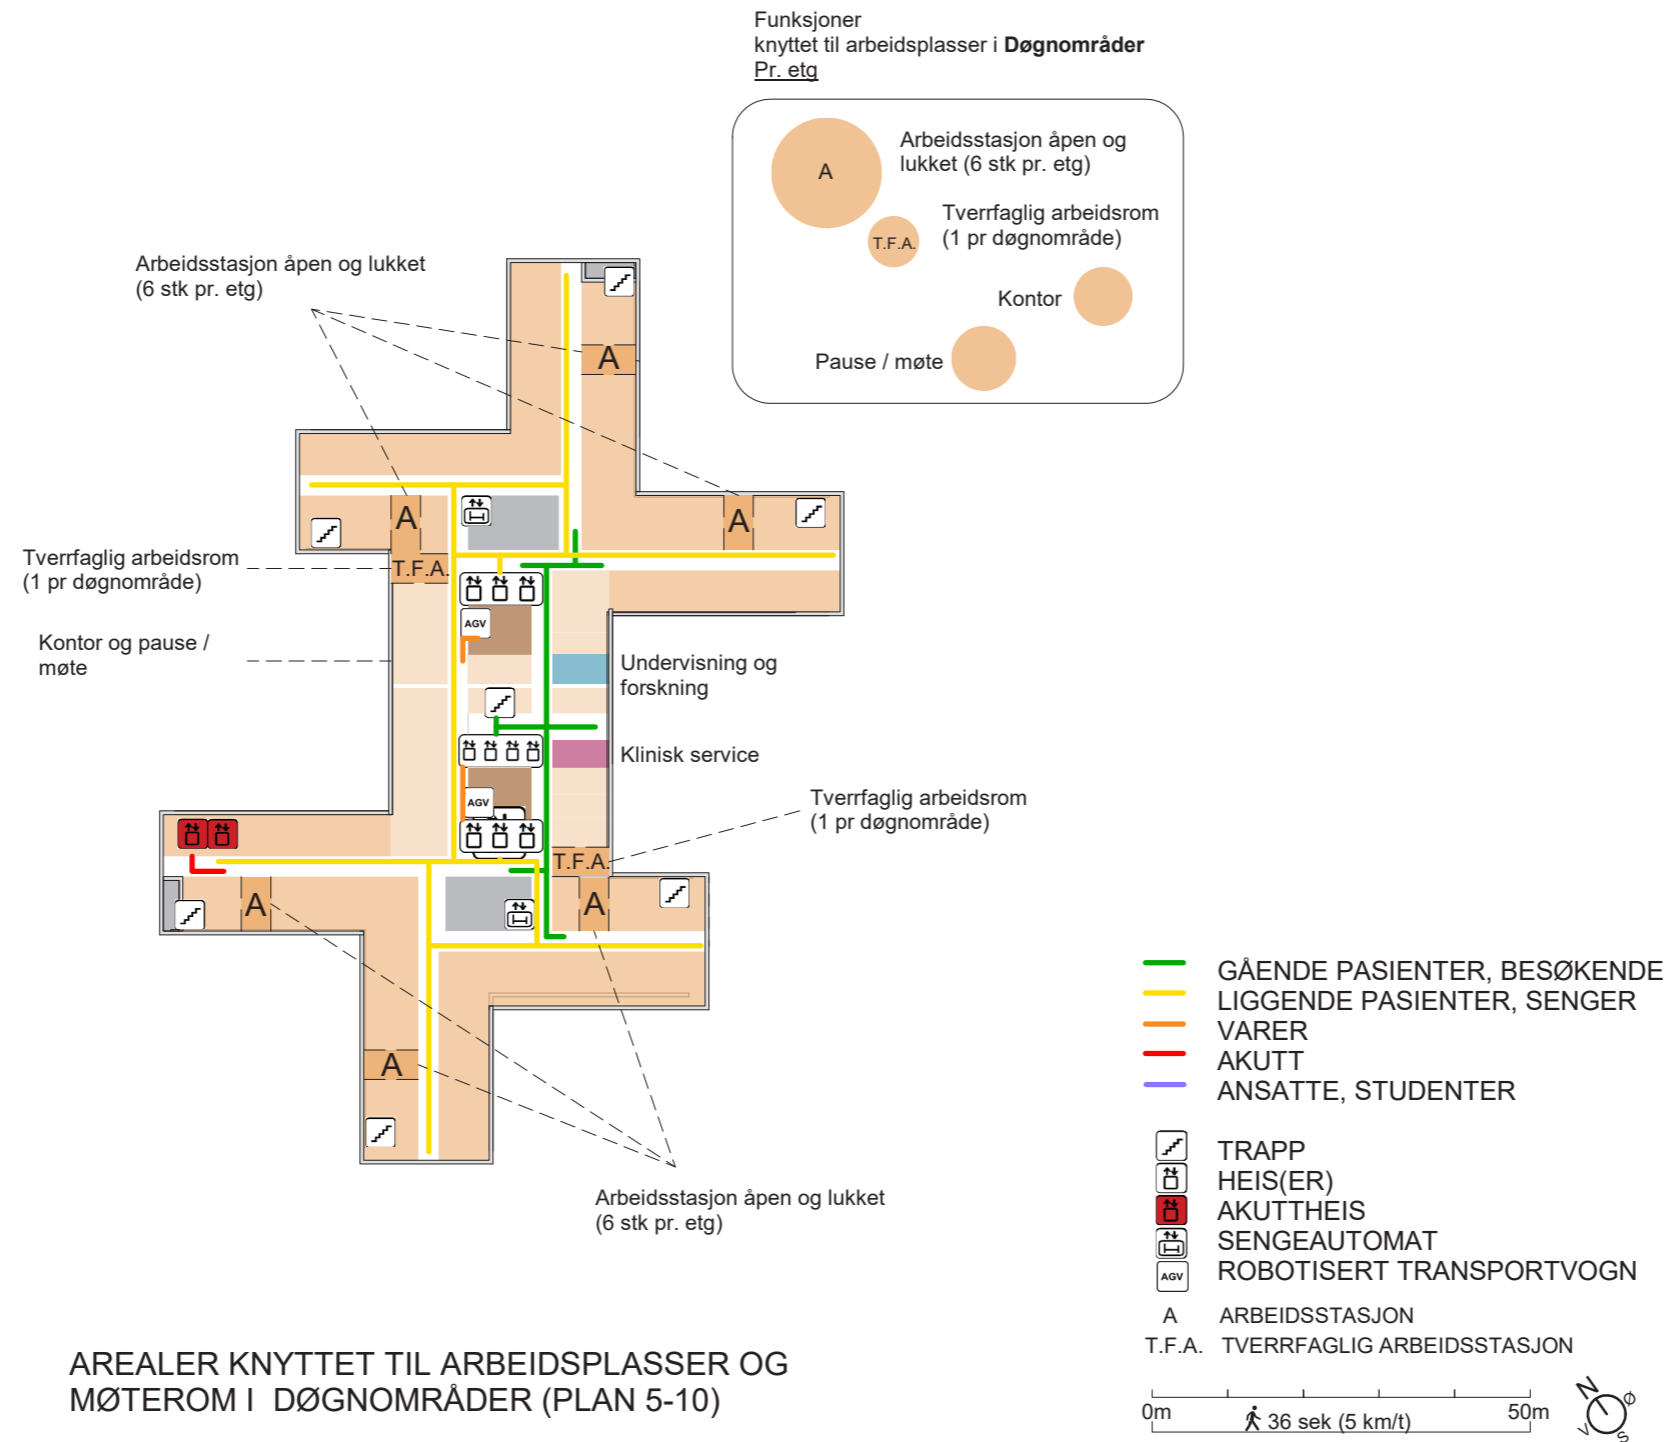 Funksjoner
knyttet til arbeidsplasser i Døgnområder
Pr. etg
A
Arbeidsstasjon åpen og
lukket (6 stk pr. etg)
T.F.A.
Tverrfaglig arbeidsrom
(1 pr døgnområde)
Kontor
Pause / møte
Arbeidsstasjon åpen og lukket
(6 stk pr. etg)
A
A
A
Tverrfaglig arbeidsrom
(1 pr døgnområde)
T.F.A.
Kontor og pause /
møte
AGV
Undervisning og
forskning
Klinisk service
AGV
Tverrfaglig arbeidsrom
(1 pr døgnområde)
T.F.A.
A
A
A
Arbeidsstasjon åpen og lukket
(6 stk pr. etg)
GÅENDE PASIENTER, BESØKENDE
LIGGENDE PASIENTER, SENGER
VARER
AKUTT
ANSATTE, STUDENTER
TRAPP
HEIS(ER)
AKUTTHEIS
SENGEAUTOMAT
AGV ROBOTISERT TRANSPORTVOGN
A ARBEIDSSTASJON
T.F.A. TVERRFAGLIG ARBEIDSSTASJON
AREALER KNYTTET TIL ARBEIDSPLASSER OG
MØTEROM I DØGNOMRÅDER (PLAN 5-10)
0m 36 sek (5 km/t) 50m
N
Ø
V
S